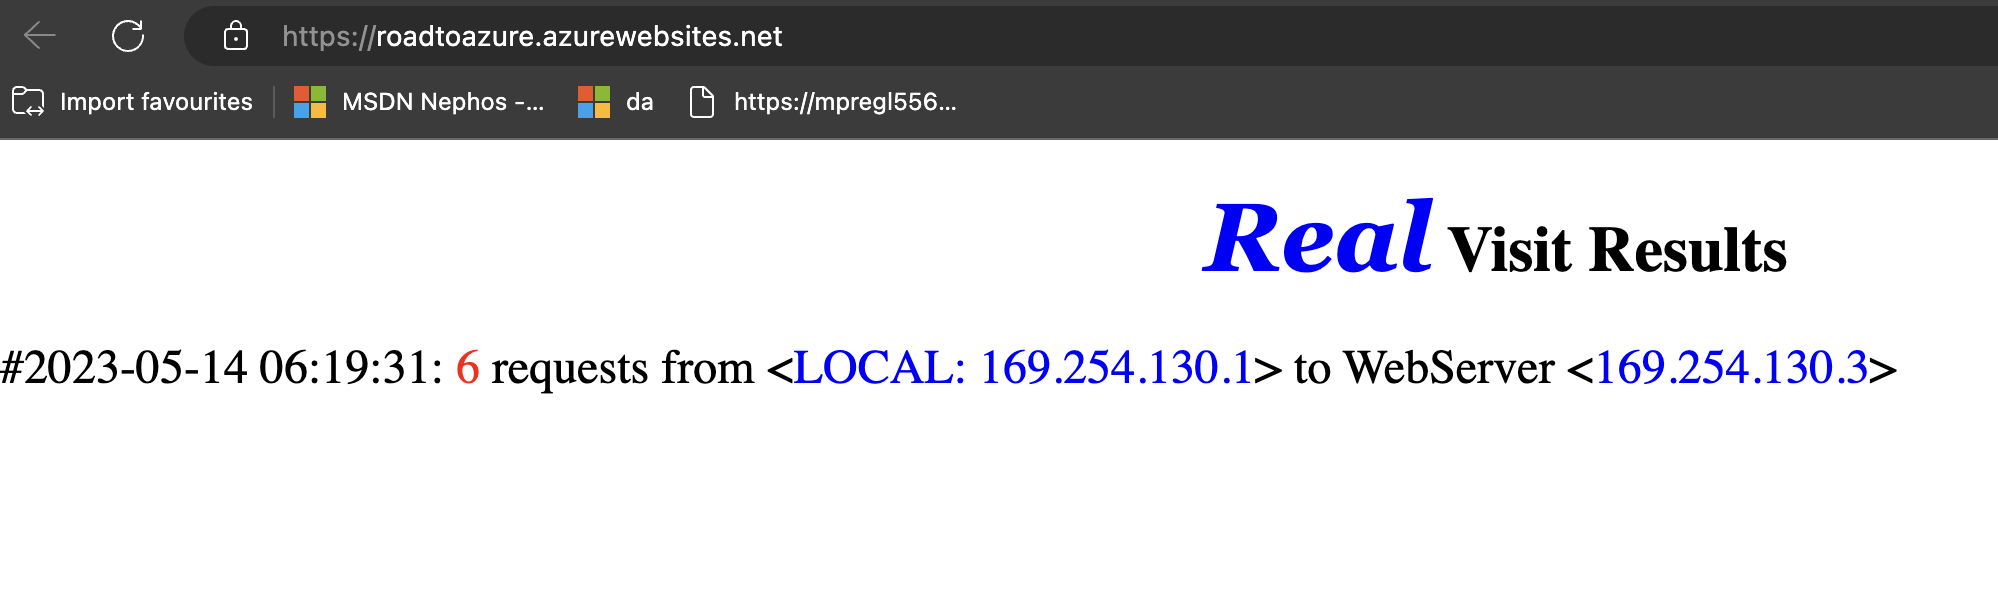 https://roadtoazure.azurewebsites.net
Import favourites MSDN Nephos -... da https://mpregl556...
Real Visit Results
#2023-05-14 06:19:31: 6 requests from <LOCAL: 169.254.130.1> to WebServer <169.254.130.3>